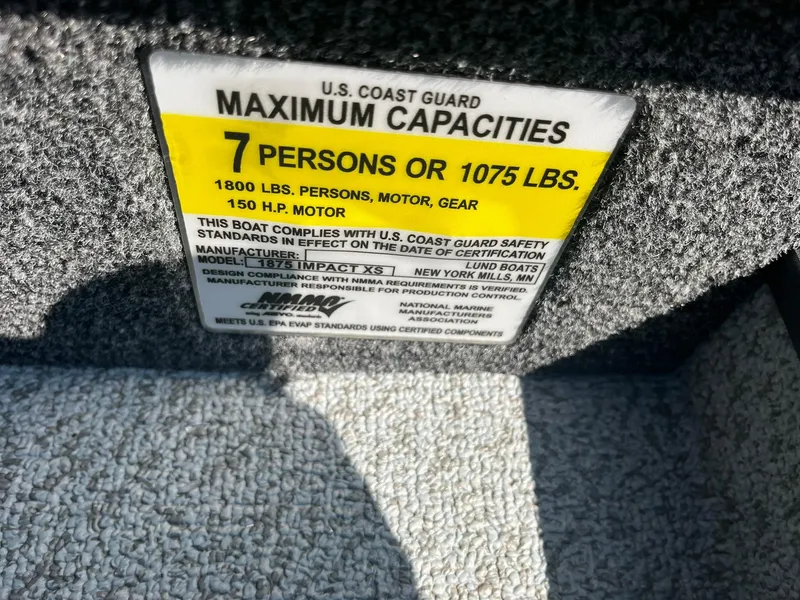 U.S. COAST GUARD
MAXIMUM CAPACITIES
7 PERSONS OR 1075 LBS.
1800 LBS. PERSONS, MOTOR, GEAR
150 H.P. MOTOR
THIS BOAT COMPLIES WITH U.S. COAST GUARD SAFETY
STANDARDS IN EFFECT ON THE DATE OF CERTIFICATION
MANUFACTURER: LUND BOATS
MODEL: 1875 IMPACT XS NEW YORK MILLS, MN
DESIGN COMPLIANCE WITH NMMA REQUIREMENTS IS VERIFIED.
MANUFACTURER RESPONSIBLE FOR PRODUCTION CONTROL.
NMMA
CERTIFIED
NATIONAL MARINE
MANUFACTURERS
ASSOCIATION
MEETS U.S. EPA EVAP STANDARDS USING CERTIFIED COMPONENTS